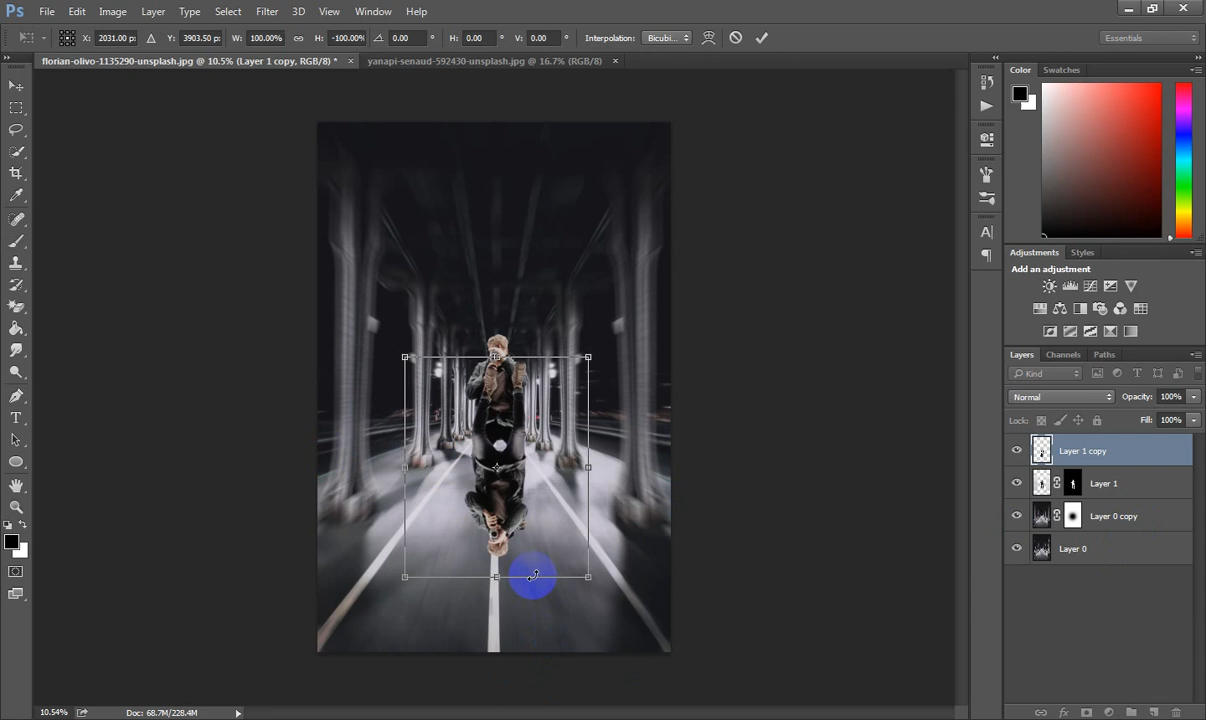 Ps File Edit Image Layer Type Select Filter 3D View Window Help
X: 2031.00 p: Y: 3903.50 p: W: 100.00% H: -100.00% 0.00 ° H: 0.00 ° V: 0.00 ° Interpolation: Bicubi... Essentials
florian-olivo-1135290-unsplash.jpg @ 10.5% (Layer 1 copy, RGB/8) * × yanapi-senaud-592430-unsplash.jpg @ 16.7% (RGB/8) ×
Color Swatches
Adjustments Styles
Add an adjustment
Layers Channels Paths
Kind
Normal Opacity: 100%
Lock: Fill: 100%
Layer 1 copy
Layer 1
Layer 0 copy
Layer 0
10.54% Doc: 68.7M/228.4M